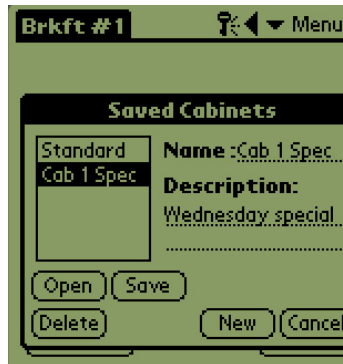 Brkft #1 Menu
Saved Cabinets
Standard
Cab 1 Spec
Name :Cab 1 Spec
Description:
Wednesday special
Open Save
Delete New Cancel